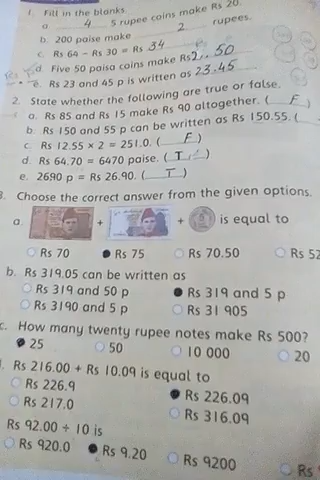 1. Fill in the blanks.
a. 4 5 rupee coins make Rs 20.
b. 200 paise make 2 rupees.
c. Rs 64 – Rs 30 = Rs 34
d. Five 50 paisa coins make Rs 2.50
e. Rs 23 and 45 p is written as 23.45
2. State whether the following are true or false.
a. Rs 85 and Rs 15 make Rs 90 altogether. ( F )
b. Rs 150 and 55 p can be written as Rs 150.55. (
c. Rs 12.55 × 2 = 251.0. ( F )
d. Rs 64.70 = 6470 paise. ( T )
e. 2690 p = Rs 26.90. ( T )
3. Choose the correct answer from the given options.
a. + + is equal to
Rs 70 Rs 75 Rs 70.50 Rs 52
b. Rs 319.05 can be written as
Rs 319 and 50 p Rs 319 and 5 p
Rs 3190 and 5 p Rs 31 905
c. How many twenty rupee notes make Rs 500?
25 50 10 000 20
Rs 216.00 + Rs 10.09 is equal to
Rs 226.9 Rs 226.09
Rs 217.0 Rs 316.09
Rs 92.00 ÷ 10 is
Rs 920.0 Rs 9.20 Rs 9200 Rs